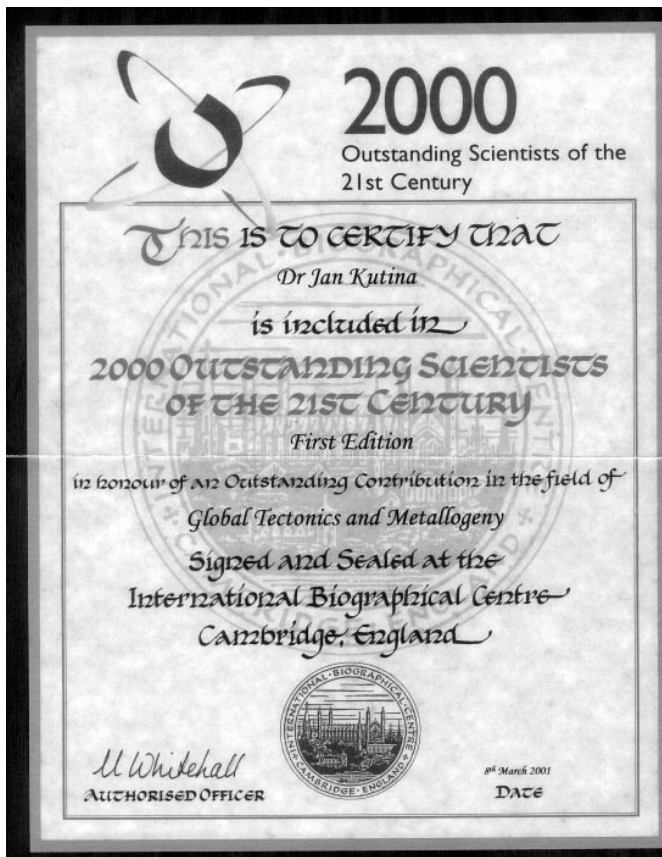 2000
Outstanding Scientists of the
21st Century
THIS IS TO CERTIFY THAT
Dr Jan Kutina
is included in
2000 OUTSTANDING SCIENTISTS
OF THE 21ST CENTURY
First Edition
in honour of an Outstanding Contribution in the field of
Global Tectonics and Metallogeny
Signed and Sealed at the
International Biographical Centre
Cambridge, England
INTERNATIONAL · BIOGRAPHICAL · CENTRE
CAMBRIDGE · ENGLAND
M Whitehall
AUTHORISED OFFICER
8th March 2001
DATE